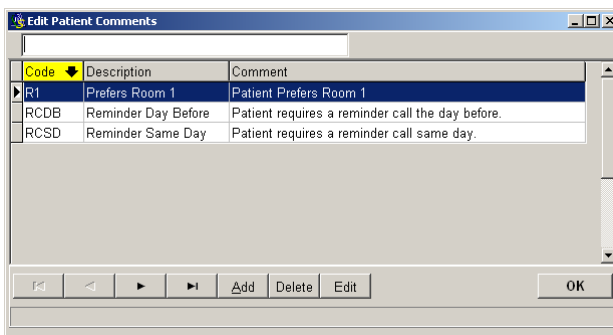 Edit Patient Comments
Code Description Comment
R1 Prefers Room 1 Patient Prefers Room 1
RCDB Reminder Day Before Patient requires a reminder call the day before.
RCSD Reminder Same Day Patient requires a reminder call same day.
Add Delete Edit OK